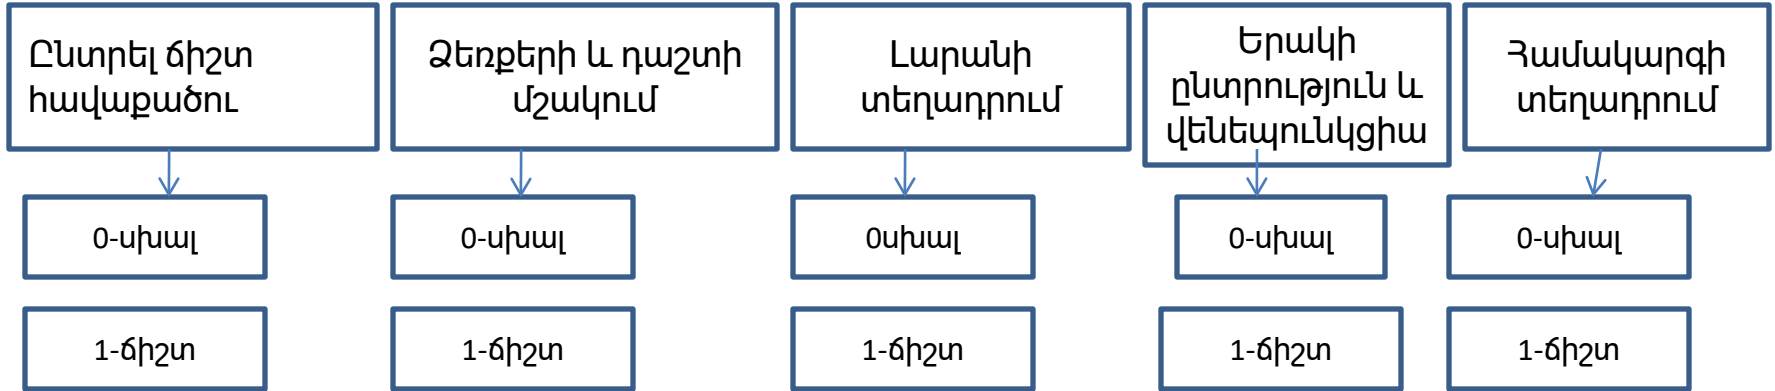 Ընտրել ճիշտ
հավաքածու
Ձեռքերի և դաշտի
մշակում
Լարանի
տեղադրում
Երակի
ընտրություն և
վենեպունկցիա
Համակարգի
տեղադրում
0-սխալ
0-սխալ
0սխալ
0-սխալ
0-սխալ
1-ճիշտ
1-ճիշտ
1-ճիշտ
1-ճիշտ
1-ճիշտ